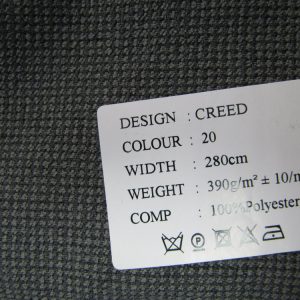 DESIGN : CREED
COLOUR : 20
WIDTH : 280cm
WEIGHT : 390g/m² ± 10/m
COMP : 100%Polyester